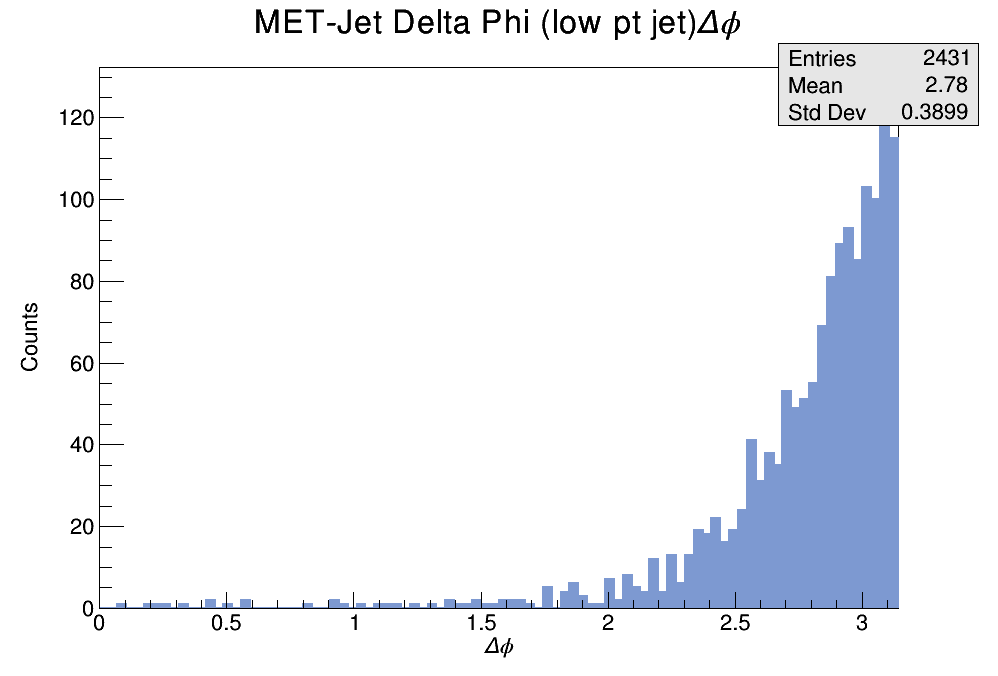 MET-Jet Delta Phi (low pt jet)Δϕ
Entries 2431
Mean 2.78
Std Dev 0.3899
120
100
80
60
40
20
0
Counts
0 0.5 1 1.5 2 2.5 3
Δϕ